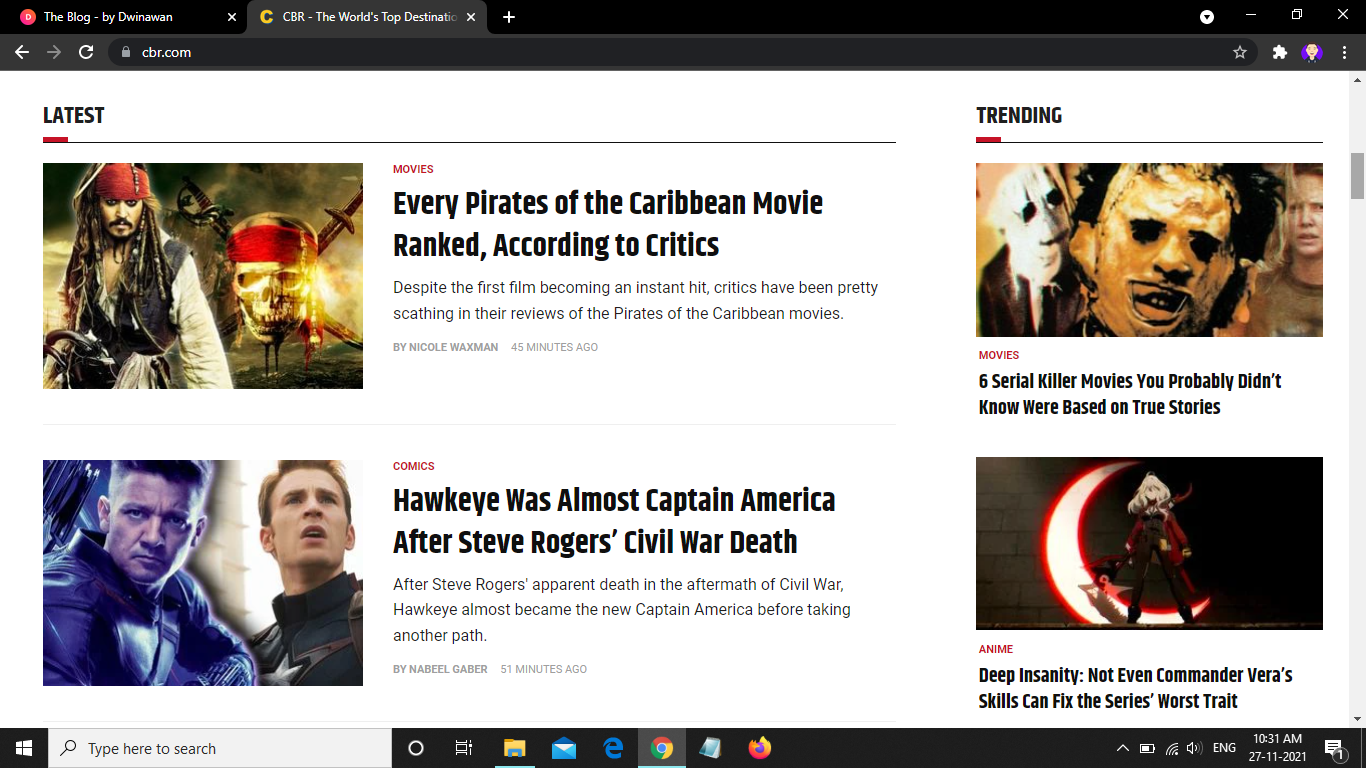 The Blog - by Dwinawan
CBR - The World's Top Destinatio
cbr.com
LATEST
MOVIES
Every Pirates of the Caribbean Movie
Ranked, According to Critics
Despite the first film becoming an instant hit, critics have been pretty
scathing in their reviews of the Pirates of the Caribbean movies.
BY NICOLE WAXMAN 45 MINUTES AGO
COMICS
Hawkeye Was Almost Captain America
After Steve Rogers’ Civil War Death
After Steve Rogers' apparent death in the aftermath of Civil War,
Hawkeye almost became the new Captain America before taking
another path.
BY NABEEL GABER 51 MINUTES AGO
TRENDING
MOVIES
6 Serial Killer Movies You Probably Didn’t
Know Were Based on True Stories
ANIME
Deep Insanity: Not Even Commander Vera’s
Skills Can Fix the Series’ Worst Trait
Type here to search
ENG
10:31 AM
27-11-2021
1